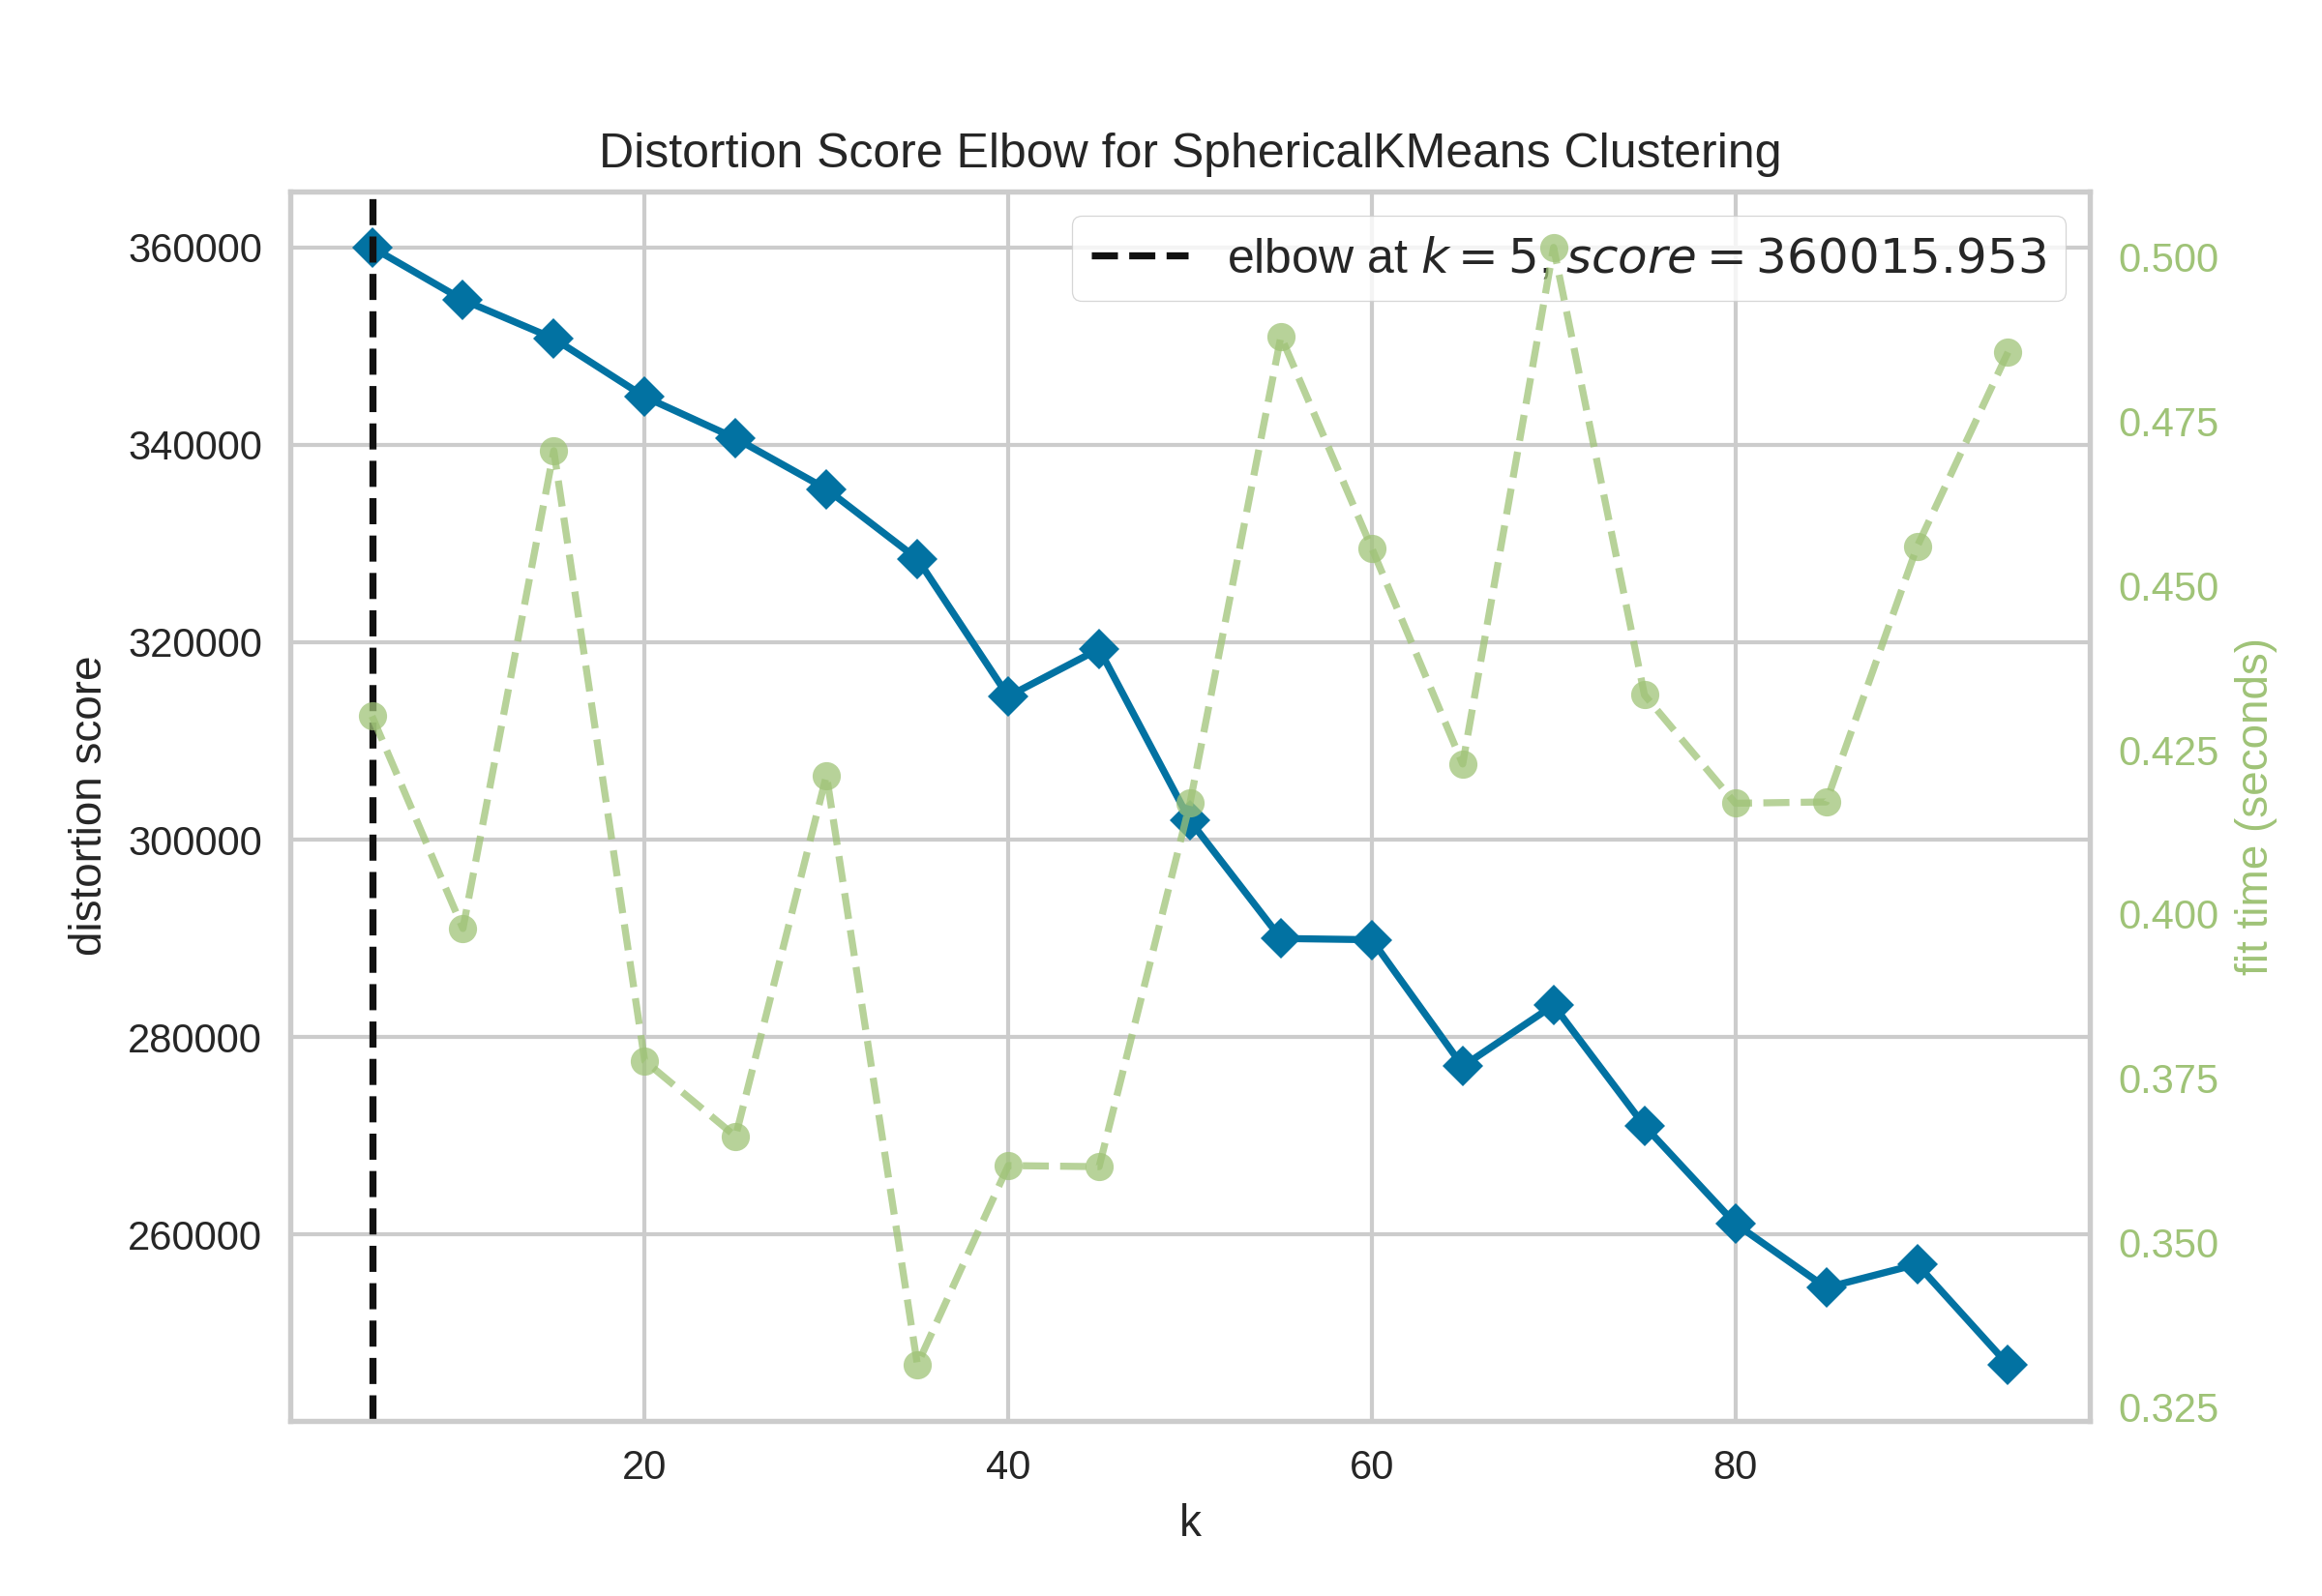 Distortion Score Elbow for SphericalKMeans Clustering
elbow at k = 5, score = 360015.953
360000
340000
320000
300000
280000
260000
distortion score
0.500
0.475
0.450
0.425
0.400
0.375
0.350
0.325
fit time (seconds)
20 40 60 80
k